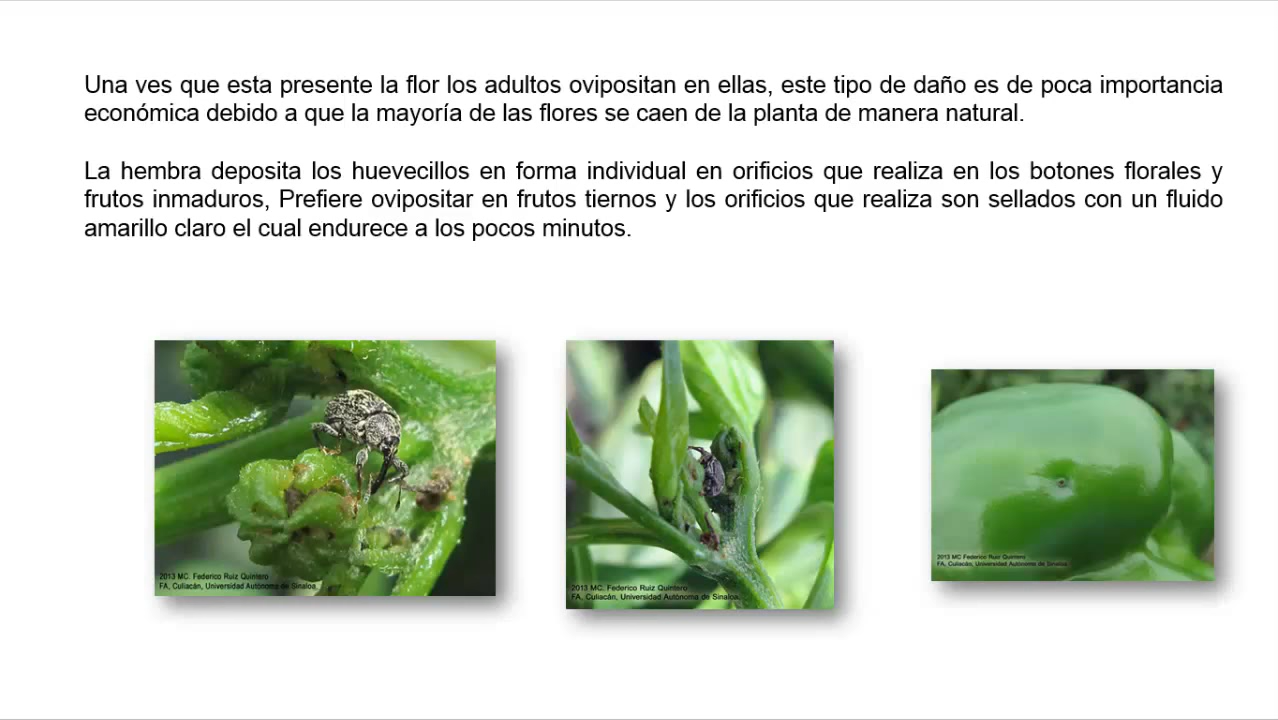 Una ves que esta presente la flor los adultos ovipositan en ellas, este tipo de daño es de poca importancia
económica debido a que la mayoría de las flores se caen de la planta de manera natural.
La hembra deposita los huevecillos en forma individual en orificios que realiza en los botones florales y
frutos inmaduros, Prefiere ovipositar en frutos tiernos y los orificios que realiza son sellados con un fluido
amarillo claro el cual endurece a los pocos minutos.
2013 MC. Federico Ruiz Quintero
FA, Culiacán, Universidad Autónoma de Sinaloa,
2013 MC. Federico Ruiz Quintero
FA, Culiacán, Universidad Autónoma de Sinaloa,
2013 MC Federico Ruiz Quintero
FA, Culiacán, Universidad Autónoma de Sinaloa,